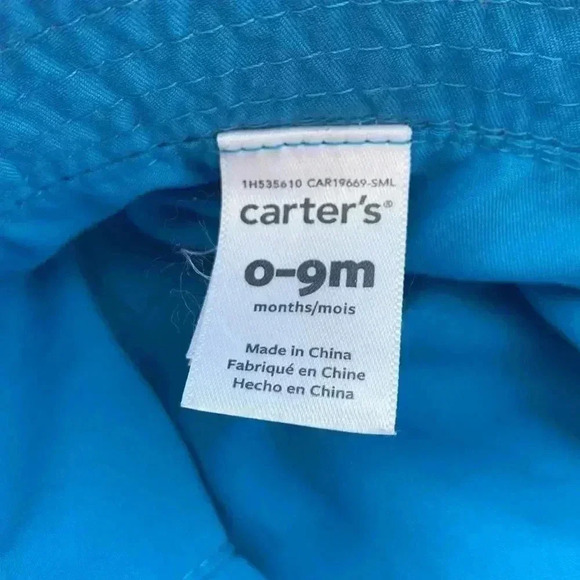 1H535610 CAR19669-SML
carter's®
0-9m
months/mois
Made in China
Fabriqué en Chine
Hecho en China